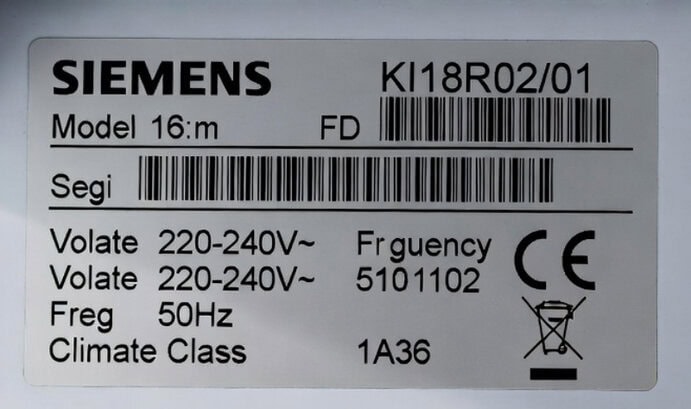 SIEMENS KI18R02/01
Model 16:m FD
Segi
Volate 220-240V~ Frguency
Volate 220-240V~ 5101102
Freg 50Hz
Climate Class 1A36
CE